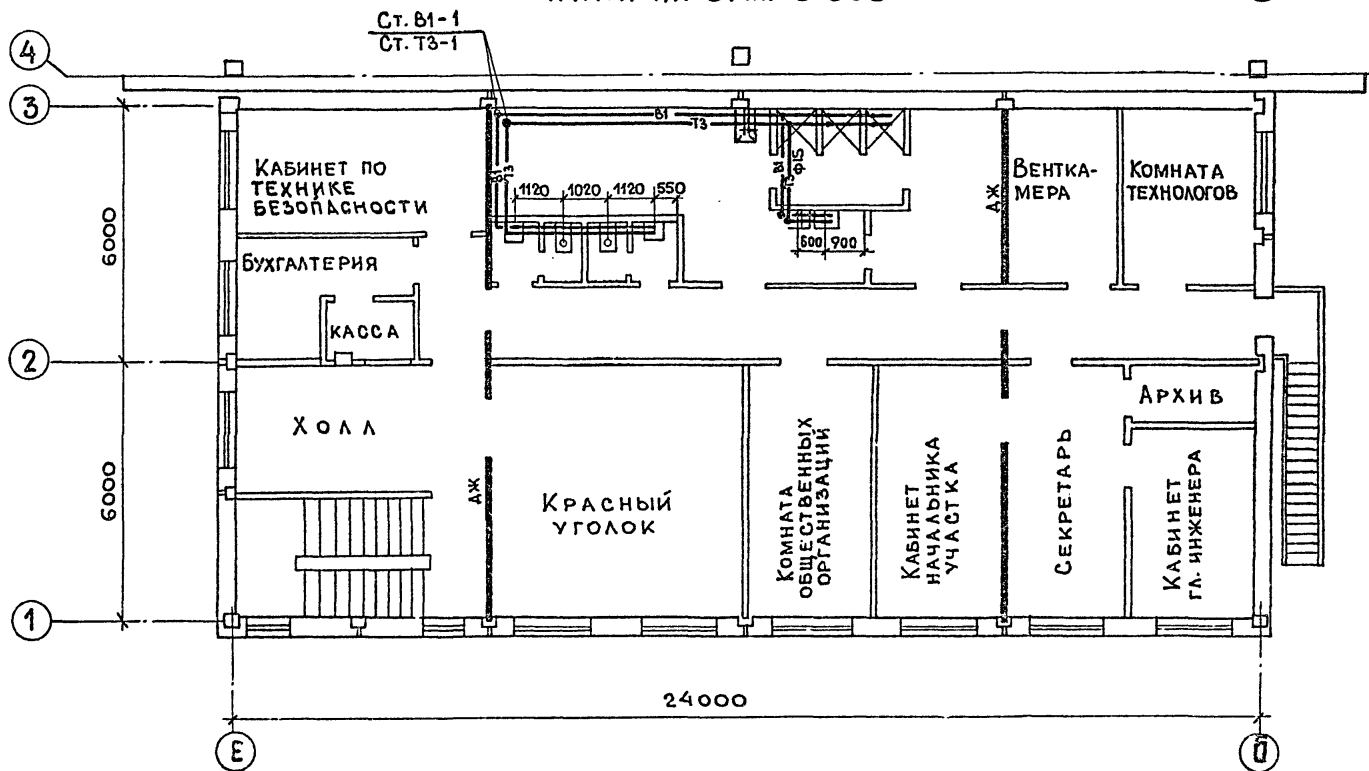 Ст. В1-1
Ст. Т3-1
4
3
В1
Т3
КАБИНЕТ ПО
ТЕХНИКЕ
БЕЗОПАСНОСТИ
В1
Т3
1120
1020
1120
550
В1
Т3
Ф15
ДЖ
ВЕНТКА-
МЕРА
КОМНАТА
ТЕХНОЛОГОВ
6000
600
900
БУХГАЛТЕРИЯ
КАССА
2
ХОЛЛ
АРХИВ
6000
ДЖ
КРАСНЫЙ
УГОЛОК
КОМНАТА
ОБЩЕСТВЕННЫХ
ОРГАНИЗАЦИЙ
КАБИНЕТ
НАЧАЛЬНИКА
УЧАСТКА
СЕКРЕТАРЬ
КАБИНЕТ
ГЛ. ИНЖЕНЕРА
1
24000
Е